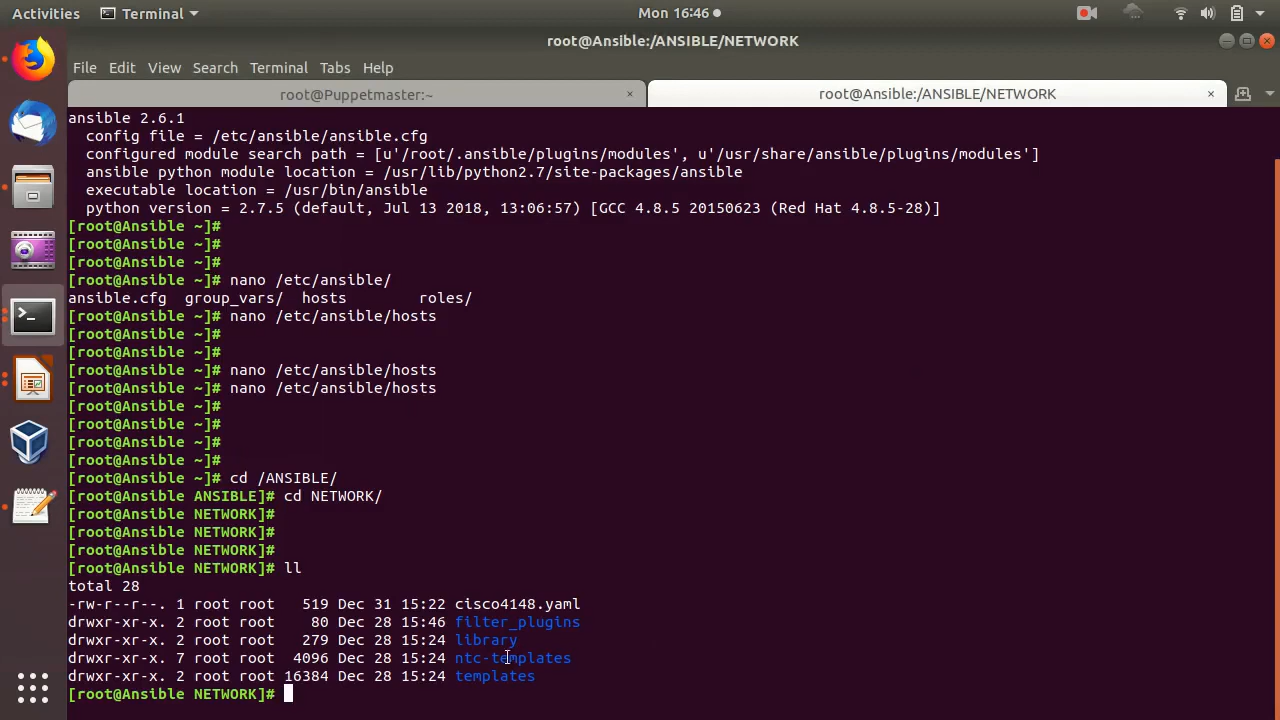 Activities Terminal Mon 16:46
root@Ansible:/ANSIBLE/NETWORK
File Edit View Search Terminal Tabs Help
root@Puppetmaster:~ × root@Ansible:/ANSIBLE/NETWORK ×
ansible 2.6.1
  config file = /etc/ansible/ansible.cfg
  configured module search path = [u'/root/.ansible/plugins/modules', u'/usr/share/ansible/plugins/modules']
  ansible python module location = /usr/lib/python2.7/site-packages/ansible
  executable location = /usr/bin/ansible
  python version = 2.7.5 (default, Jul 13 2018, 13:06:57) [GCC 4.8.5 20150623 (Red Hat 4.8.5-28)]
[root@Ansible ~]#
[root@Ansible ~]#
[root@Ansible ~]#
[root@Ansible ~]# nano /etc/ansible/
ansible.cfg  group_vars/  hosts        roles/
[root@Ansible ~]# nano /etc/ansible/hosts
[root@Ansible ~]#
[root@Ansible ~]#
[root@Ansible ~]# nano /etc/ansible/hosts
[root@Ansible ~]# nano /etc/ansible/hosts
[root@Ansible ~]#
[root@Ansible ~]#
[root@Ansible ~]#
[root@Ansible ~]#
[root@Ansible ~]# cd /ANSIBLE/
[root@Ansible ANSIBLE]# cd NETWORK/
[root@Ansible NETWORK]#
[root@Ansible NETWORK]#
[root@Ansible NETWORK]#
[root@Ansible NETWORK]# ll
total 28
-rw-r--r--. 1 root root   519 Dec 31 15:22 cisco4148.yaml
drwxr-xr-x. 2 root root    80 Dec 28 15:46 filter_plugins
drwxr-xr-x. 2 root root   279 Dec 28 15:24 library
drwxr-xr-x. 7 root root  4096 Dec 28 15:24 ntc-templates
drwxr-xr-x. 2 root root 16384 Dec 28 15:24 templates
[root@Ansible NETWORK]#